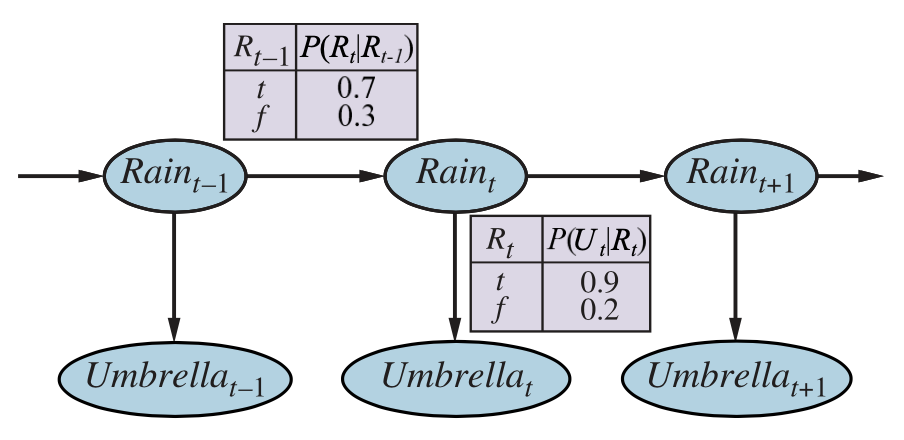 R_{t–1} P(R_t|R_{t-1})
t 0.7
f 0.3
Rain_{t–1} Rain_t Rain_{t+1}
R_t P(U_t|R_t)
t 0.9
f 0.2
Umbrella_{t–1} Umbrella_t Umbrella_{t+1}